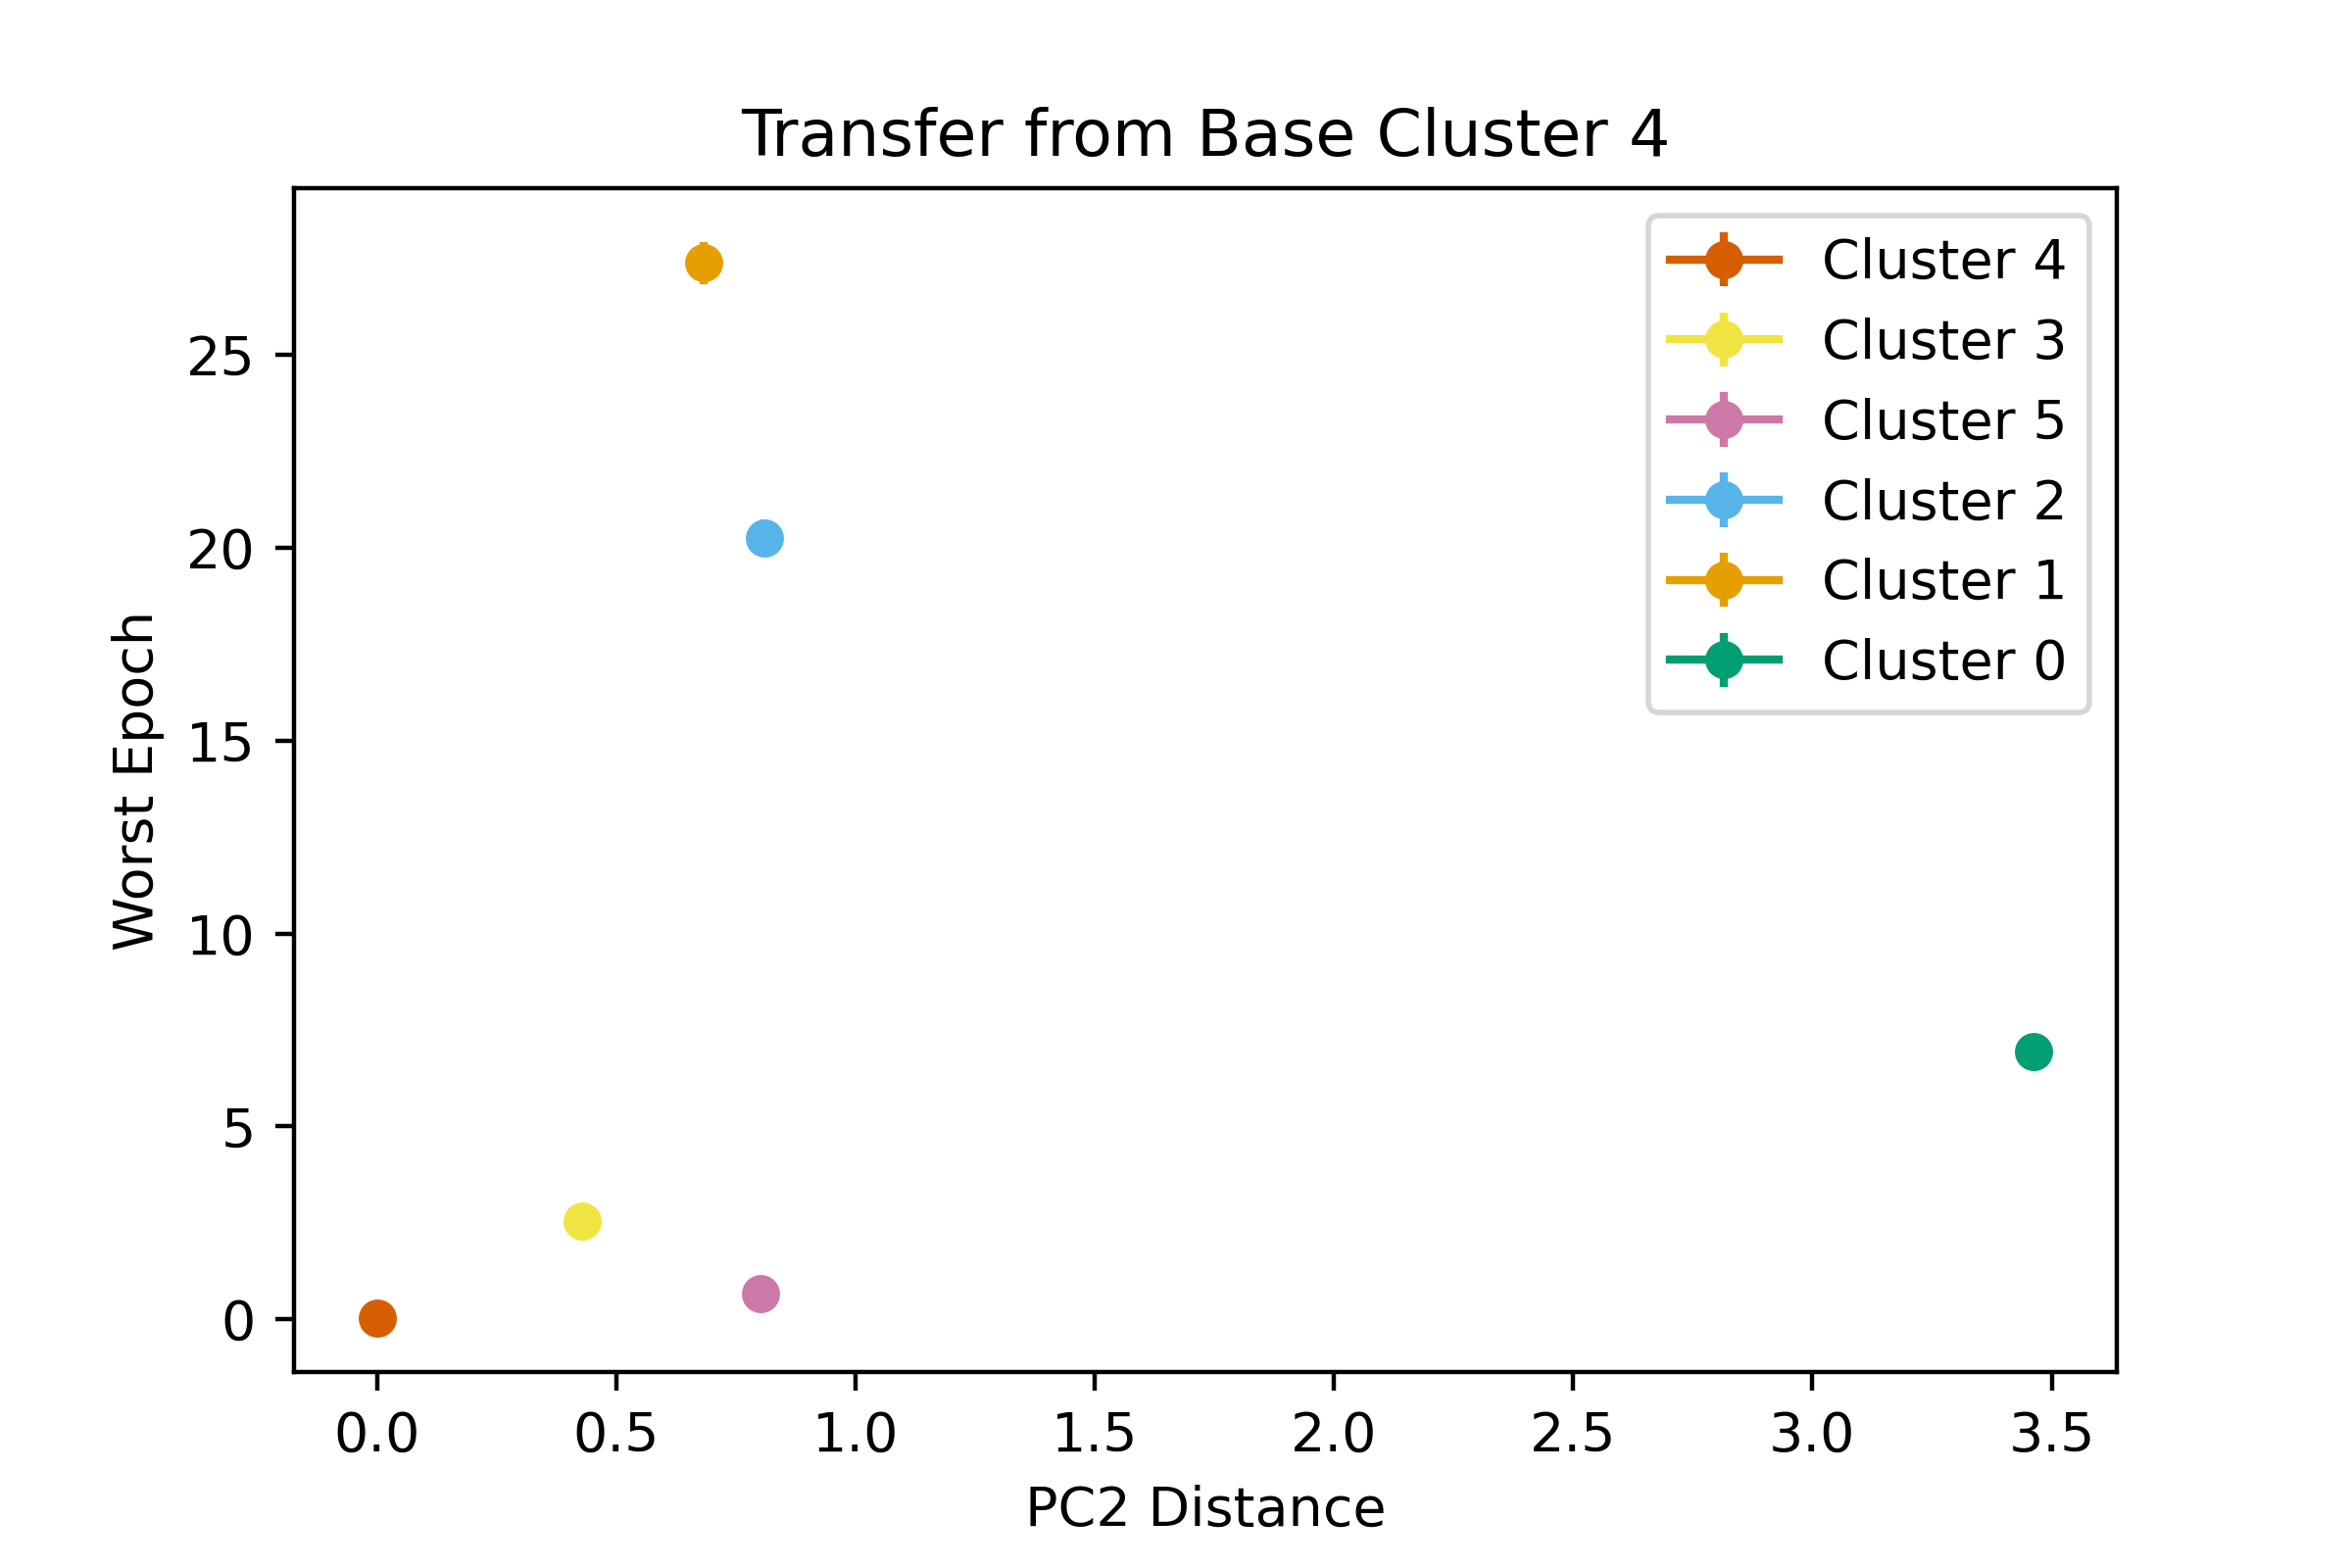 Transfer from Base Cluster 4
Cluster 4
Cluster 3
Cluster 5
Cluster 2
Cluster 1
Cluster 0
Worst Epoch
25
20
15
10
5
0
0.0 0.5 1.0 1.5 2.0 2.5 3.0 3.5
PC2 Distance